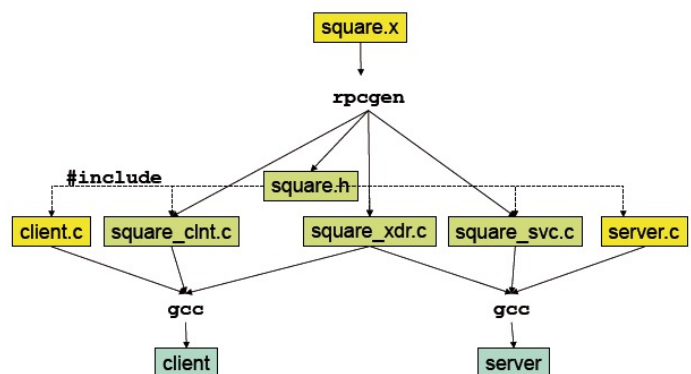 square.x
rpcgen
#include
square.h
client.c square_clnt.c square_xdr.c square_svc.c server.c
gcc gcc
client server